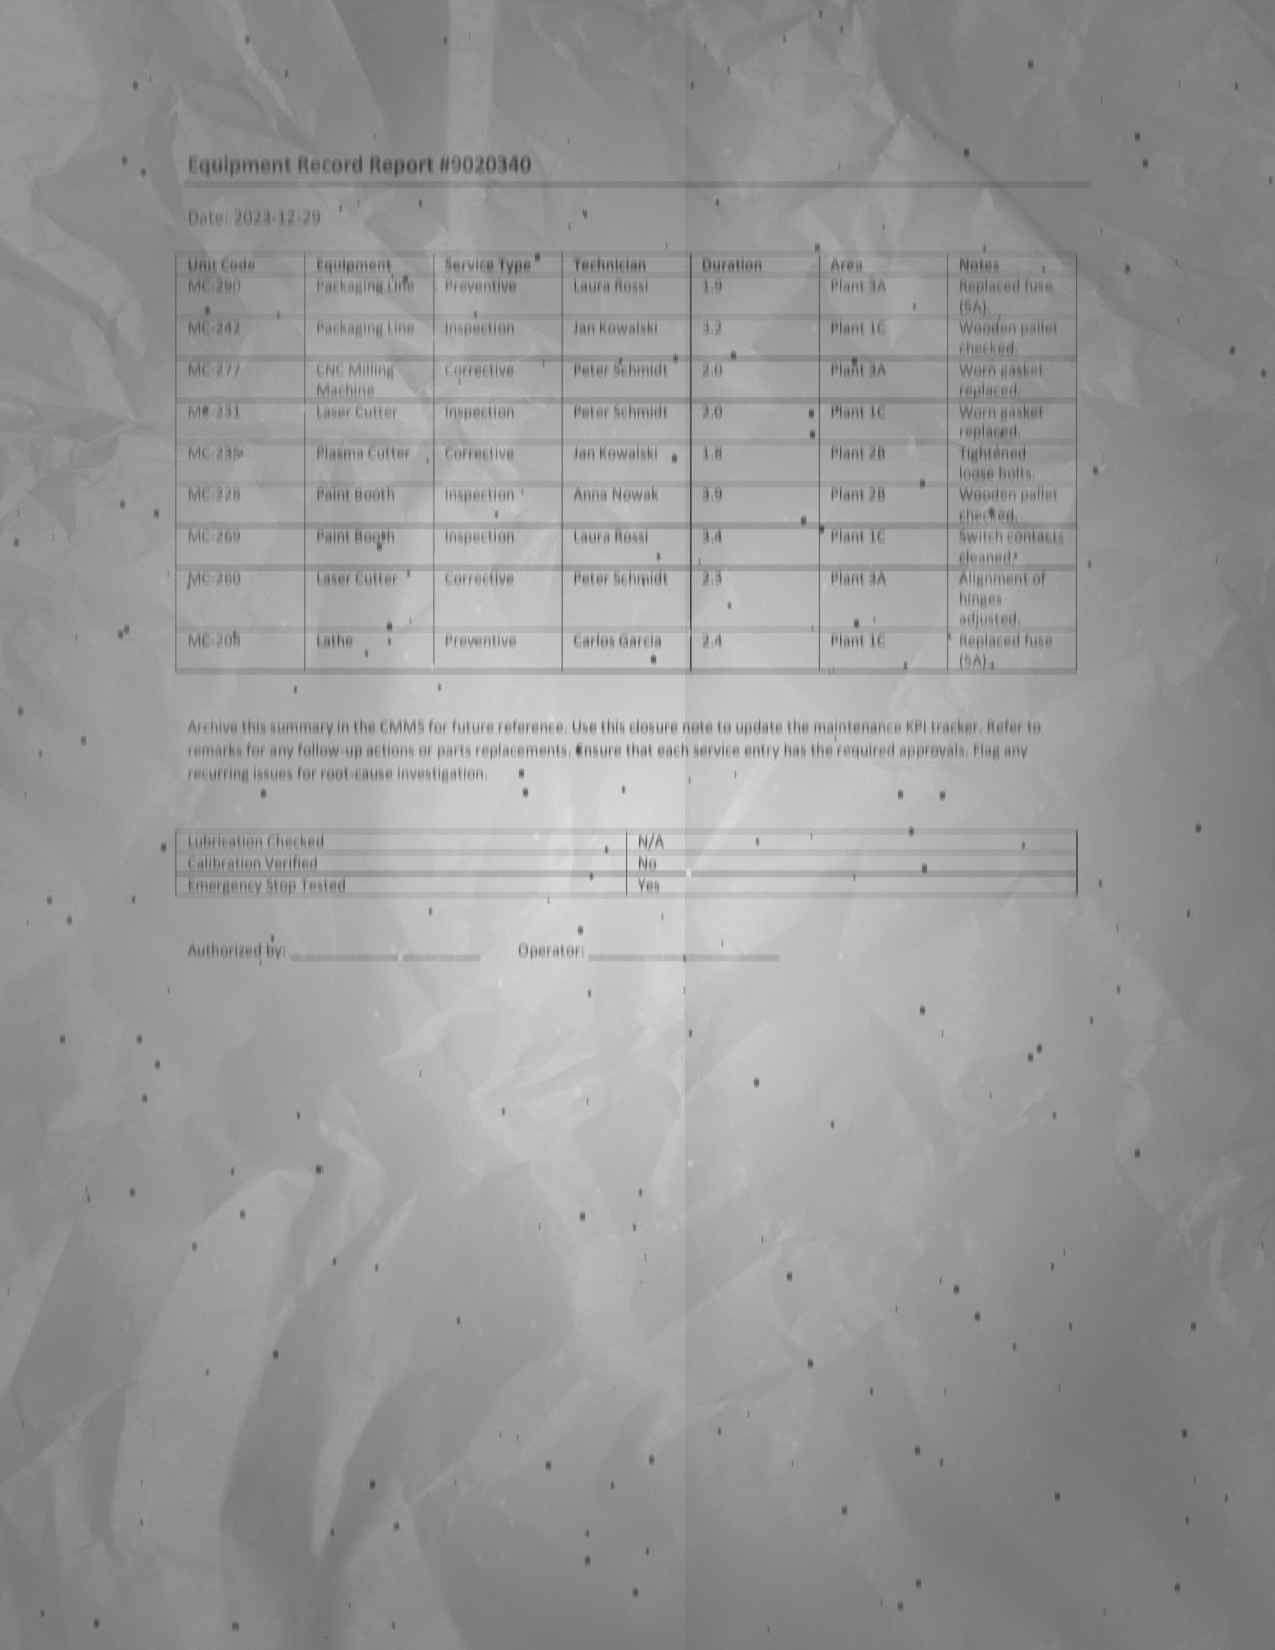 Equipment Record Report #9020340
Date: 2023-12-29
Unit Code Equipment Service Type Technician Duration Area Notes
MC-290 Packaging Line Preventive Laura Rossi 1.9 Plant 3A Replaced fuse
(5A).
MC-242 Packaging Line Inspection Jan Kowalski 3.2 Plant 1C Wooden pallet
checked.
MC-277 CNC Milling Corrective Peter Schmidt 2.0 Plant 3A Worn gasket
Machine replaced.
MC-231 Laser Cutter Inspection Peter Schmidt 2.0 Plant 1C Worn gasket
replaced.
Plasma Cutter Corrective Jan Kowalski 1.8 Plant 2B Tightened
loose bolts.
MC-228 Paint Booth Inspection Anna Nowak 3.9 Plant 2B Wooden pallet
checked.
MC-269 Paint Booth Inspection Laura Rossi 3.4 Plant 1C Switch contacts
cleaned.
MC-260 Laser Cutter Corrective Peter Schmidt 2.3 Plant 3A Alignment of
hinges
adjusted.
MC-208 Lathe Preventive Carlos Garcia 2.4 Plant 1C Replaced fuse
(5A).
Archive this summary in the CMMS for future reference. Use this closure note to update the maintenance KPI tracker. Refer to
remarks for any follow-up actions or parts replacements. Ensure that each service entry has the required approvals. Flag any
recurring issues for root-cause investigation.
Lubrication Checked N/A
Calibration Verified No
Emergency Stop Tested Yes
Authorized by: Operator: